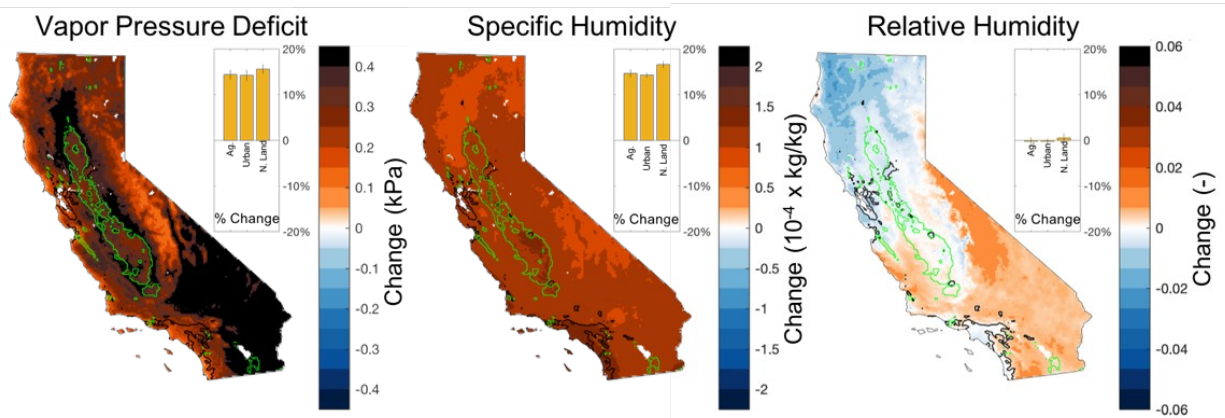 Vapor Pressure Deficit
20%
10%
0
-10%
-20%
Ag.
Urban
N. Land
% Change
0.4
0.3
0.2
0.1
0
-0.1
-0.2
-0.3
-0.4
Change (kPa)
Specific Humidity
20%
10%
0
-10%
-20%
Ag.
Urban
N. Land
% Change
2
1.5
1
0.5
0
-0.5
-1
-1.5
-2
Change (10⁻⁴ x kg/kg)
Relative Humidity
20%
10%
0
-10%
-20%
Ag.
Urban
N. Land
% Change
0.06
0.04
0.02
0
-0.02
-0.04
-0.06
Change (-)